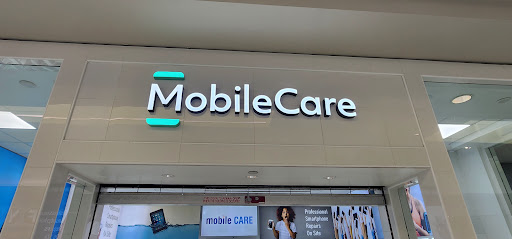 MobileCare
mobile CARE
Professional
Smartphone
Repairs
On Site